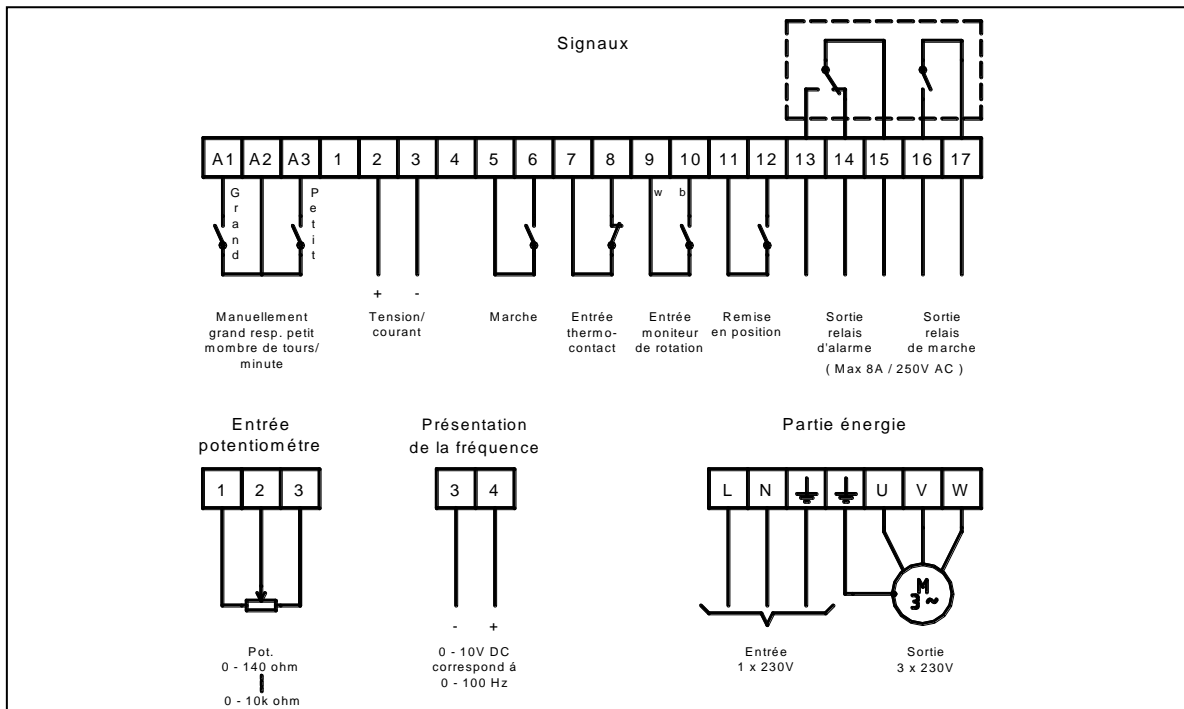 Signaux
A1 A2 A3 1 2 3 4 5 6 7 8 9 10 11 12 13 14 15 16 17
Grand
Petit
w b
+ -
Manuellement
grand resp. petit
mombre de tours/
minute
Tension/
courant
Marche
Entrée
thermo-
contact
Entrée
moniteur
de rotation
Remise
en position
Sortie
relais
d'alarme
Sortie
relais
de marche
( Max 8A / 250V AC )
Entrée
potentiométre
1 2 3
Pot.
0 - 140 ohm
0 - 10k ohm
Présentation
de la fréquence
3 4
- +
0 - 10V DC
correspond á
0 - 100 Hz
Partie énergie
L N U V W
M
3 ~
Entrée
1 x 230V
Sortie
3 x 230V